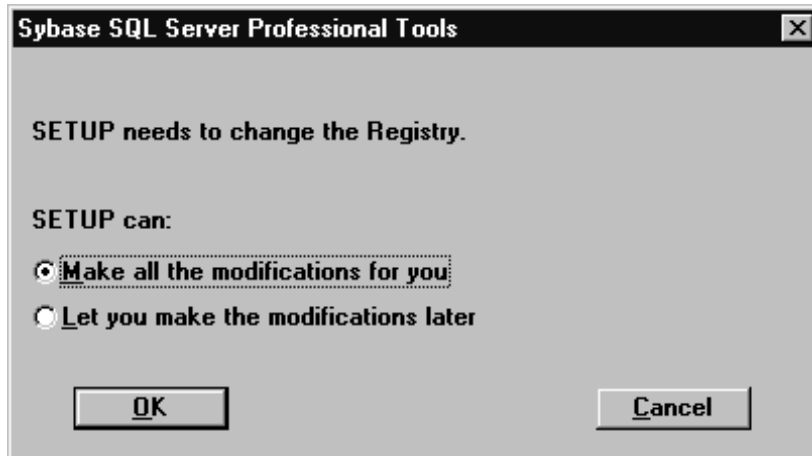 Sybase SQL Server Professional Tools
SETUP needs to change the Registry.
SETUP can:
Make all the modifications for you
Let you make the modifications later
OK
Cancel